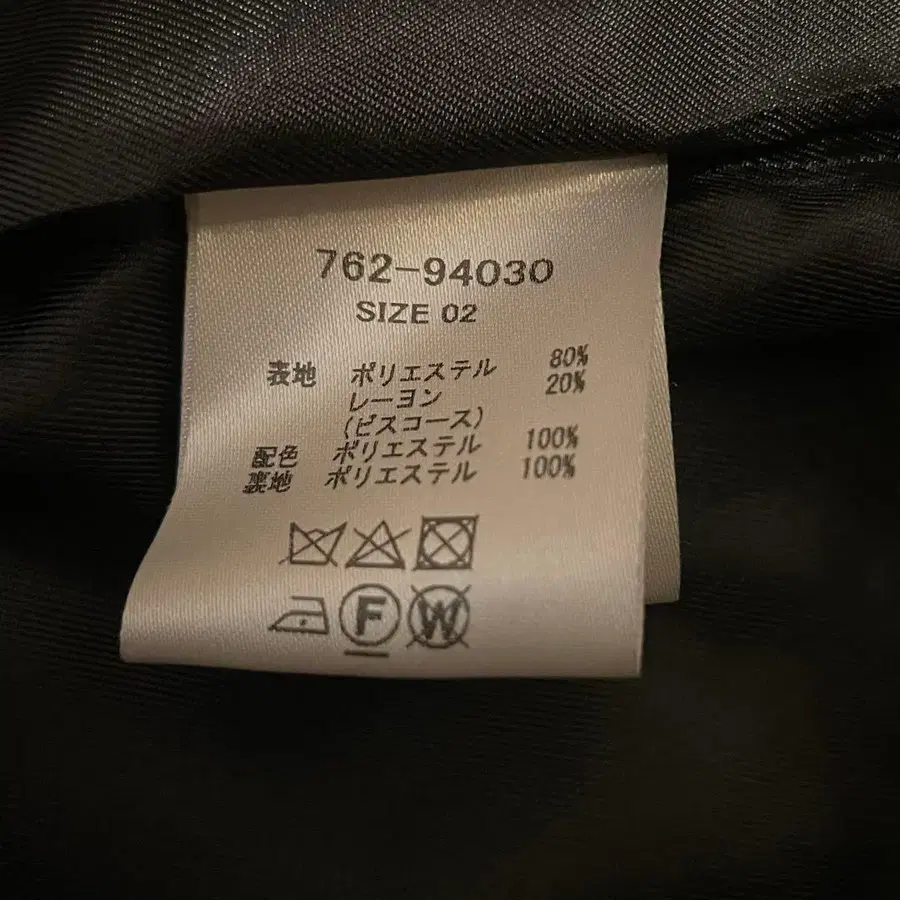 762-94030
SIZE 02
表地 ポリエステル 80%
レーヨン 20%
(ビスコース)
配色 ポリエステル 100%
裏地 ポリエステル 100%
F W